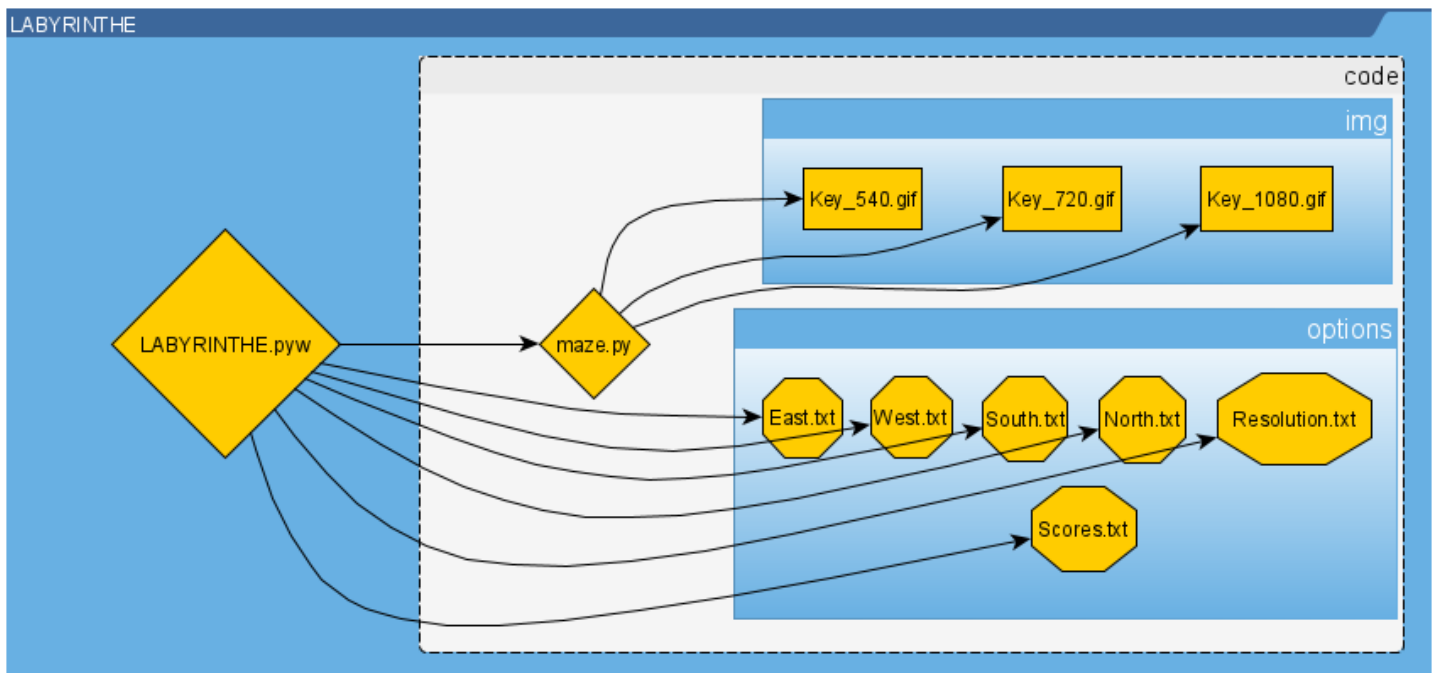 LABYRINTHE
code
img
Key_540.gif
Key_720.gif
Key_1080.gif
LABYRINTHE.pyw
maze.py
options
East.txt
West.txt
South.txt
North.txt
Resolution.txt
Scores.txt